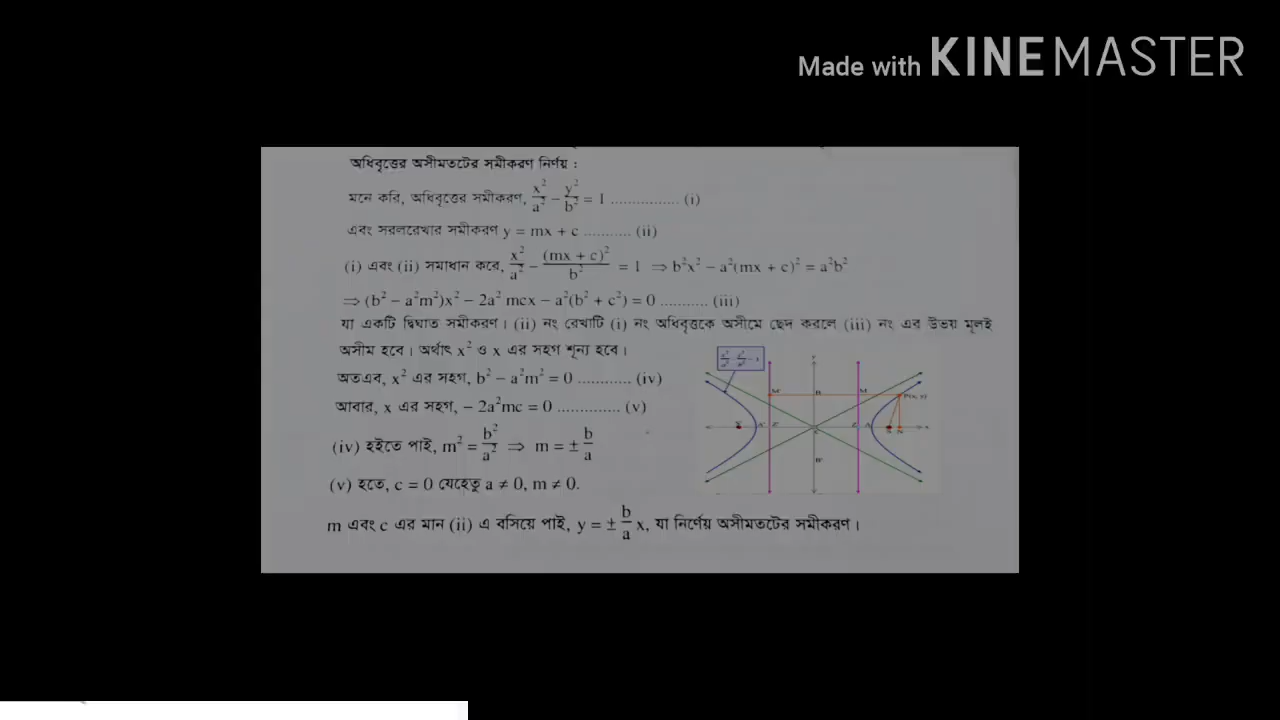 Made with KINEMASTER
অধিবৃত্তের অসীমতটের সমীকরণ নির্ণয় :
মনে করি, অধিবৃত্তের সমীকরণ, x²/a² − y²/b² = 1 ................ (i)
এবং সরলরেখার সমীকরণ y = mx + c ........... (ii)
(i) এবং (ii) সমাধান করে, x²/a² − (mx + c)²/b² = 1 ⇒ b²x² − a²(mx + c)² = a²b²
⇒ (b² − a²m²)x² − 2a² mcx − a²(b² + c²) = 0 .......... (iii)
যা একটি দ্বিঘাত সমীকরণ। (ii) নং রেখাটি (i) নং অধিবৃত্তকে অসীমে ছেদ করলে (iii) নং এর উভয় মূলই
অসীম হবে। অর্থাৎ x² ও x এর সহগ শূন্য হবে।
অতএব, x² এর সহগ, b² − a²m² = 0 ............ (iv)
আবার, x এর সহগ, − 2a²mc = 0 .............. (v)
(iv) হইতে পাই, m² = b²/a² ⇒ m = ± b/a
(v) হতে, c = 0 যেহেতু a ≠ 0, m ≠ 0.
m এবং c এর মান (ii) এ বসিয়ে পাই, y = ± b/a x, যা নির্ণেয় অসীমতটের সমীকরণ।
P(x, y)